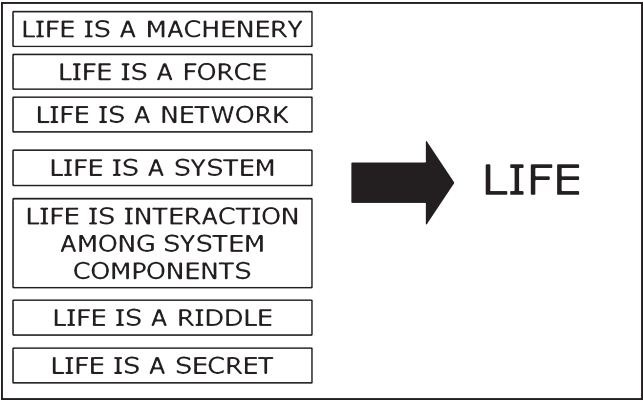 LIFE IS A MACHENERY
LIFE IS A FORCE
LIFE IS A NETWORK
LIFE IS A SYSTEM
LIFE IS INTERACTION
AMONG SYSTEM
COMPONENTS
LIFE IS A RIDDLE
LIFE IS A SECRET
LIFE